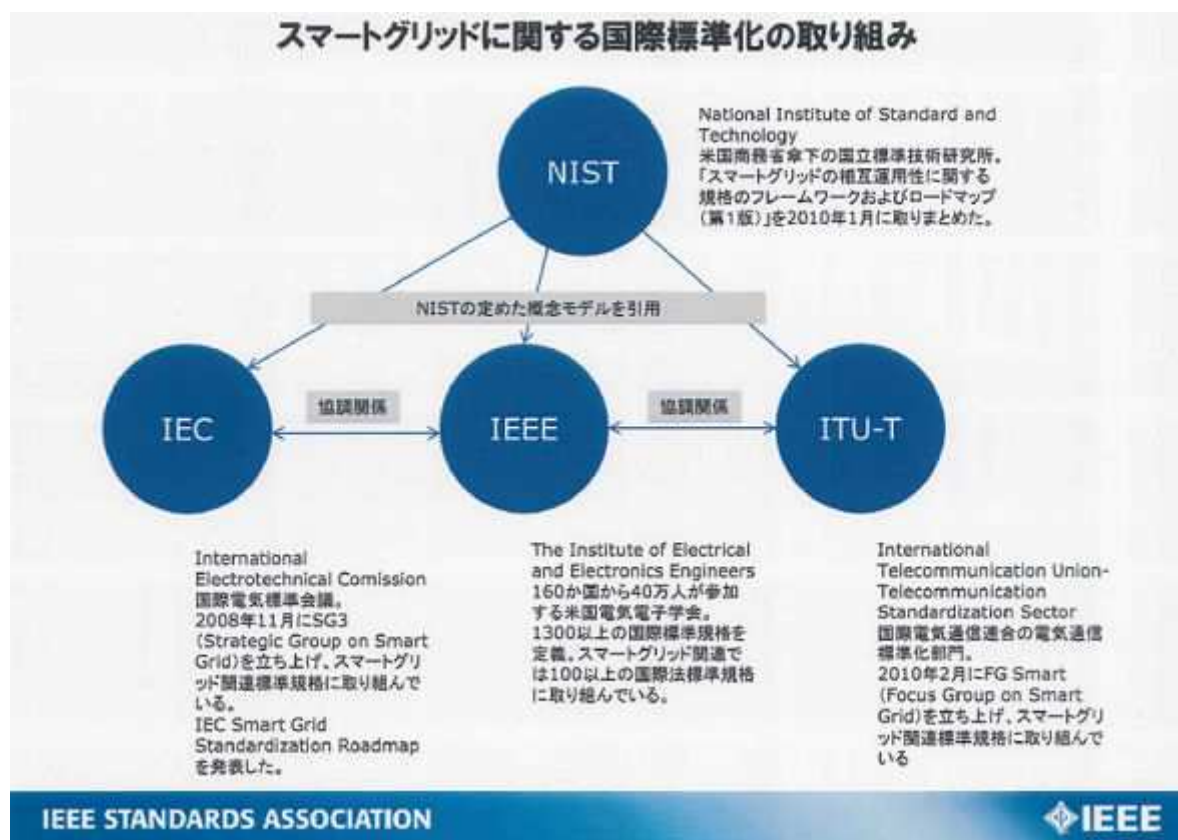 スマートグリッドに関する国際標準化の取り組み
NIST
National Institute of Standard and
Technology
米国商務省傘下の国立標準技術研究所。
「スマートグリッドの相互運用性に関する
規格のフレームワークおよびロードマップ
(第1版)」を2010年1月に取りまとめた。
NISTの定めた概念モデルを引用
IEC
協調関係
IEEE
協調関係
ITU-T
International
Electrotechnical Comission
国際電気標準会議。
2008年11月にSG3
(Strategic Group on Smart
Grid)を立ち上げ、スマートグリ
ッド関連標準規格に取り組んで
いる。
IEC Smart Grid
Standardization Roadmap
を発表した。
The Institute of Electrical
and Electronics Engineers
160か国から40万人が参加
する米国電気電子学会。
1300以上の国際標準規格を
定義。スマートグリッド関連で
は100以上の国際法標準規格
に取り組んでいる。
International
Telecommunication Union-
Telecommunication
Standardization Sector
国際電気通信連合の電気通信
標準化部門。
2010年2月にFG Smart
(Focus Group on Smart
Grid)を立ち上げ、スマートグリ
ッド関連標準規格に取り組んで
いる
IEEE STANDARDS ASSOCIATION
IEEE